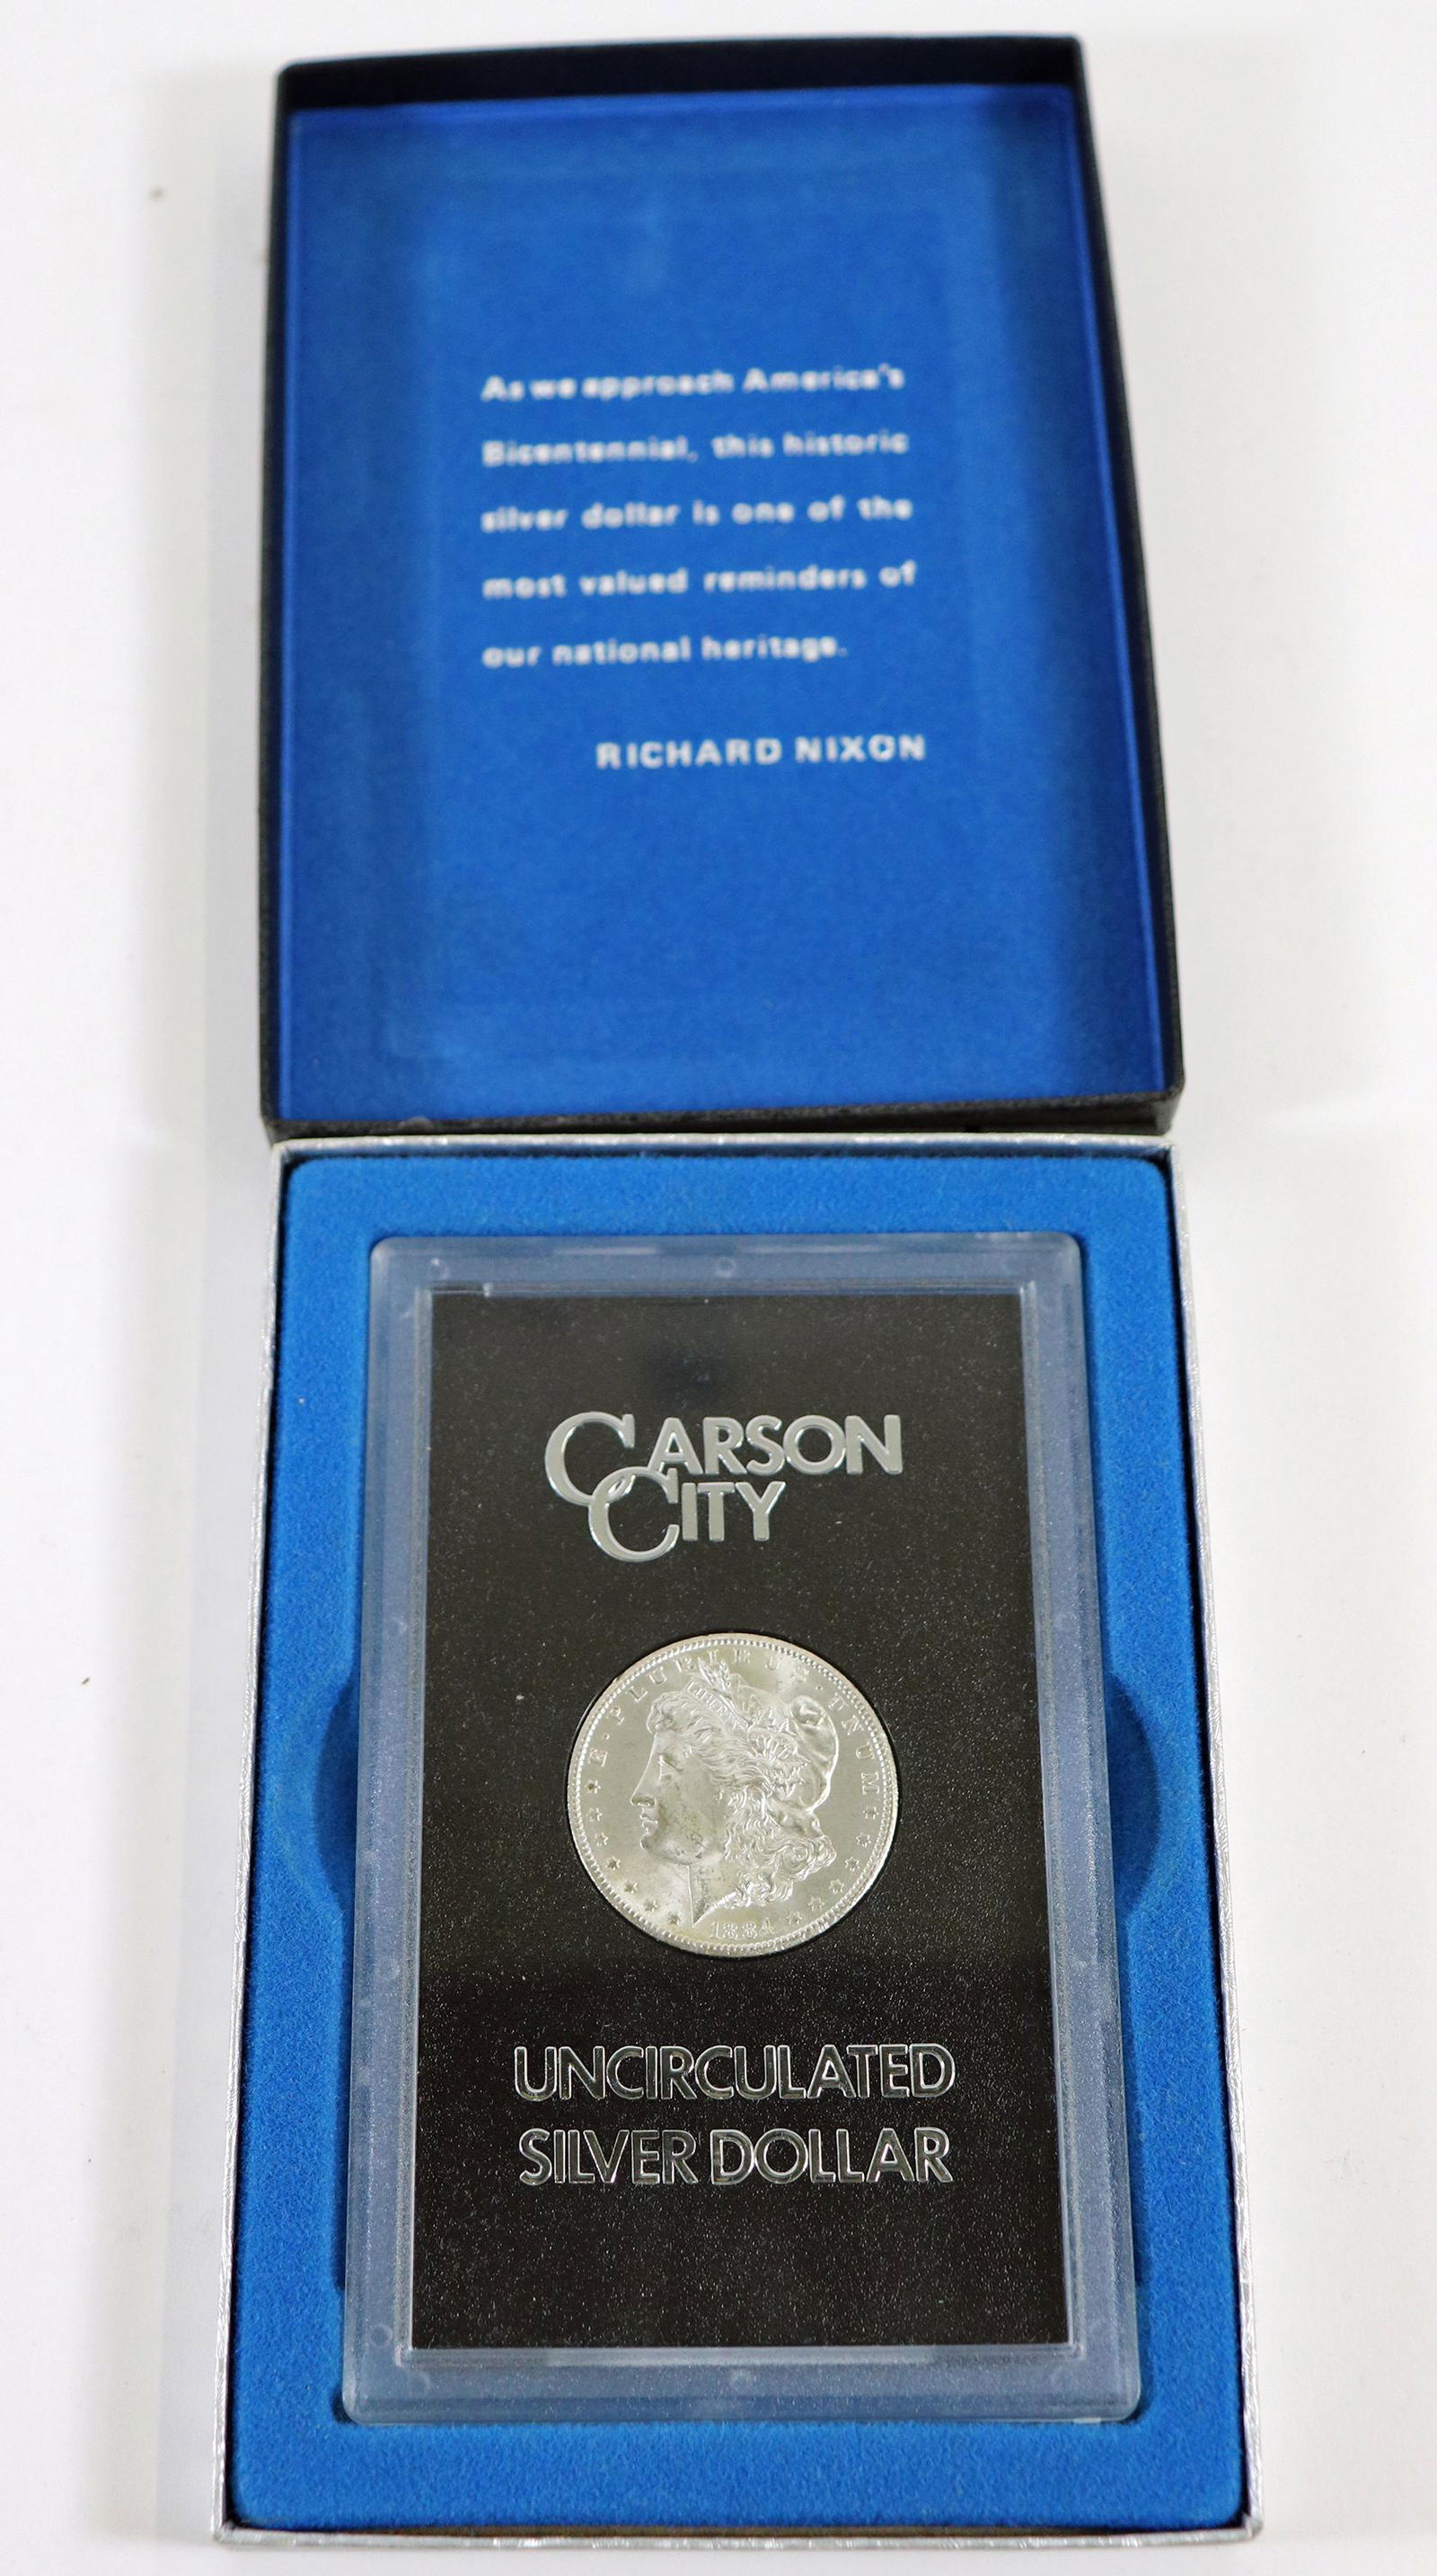 As we approach America's
Bicentennial, this historic
silver dollar is one of the
most valued reminders of
our national heritage.
RICHARD NIXON
CARSON
CITY
E·PLURIBUS·UNUM
1884
UNCIRCULATED
SILVER DOLLAR